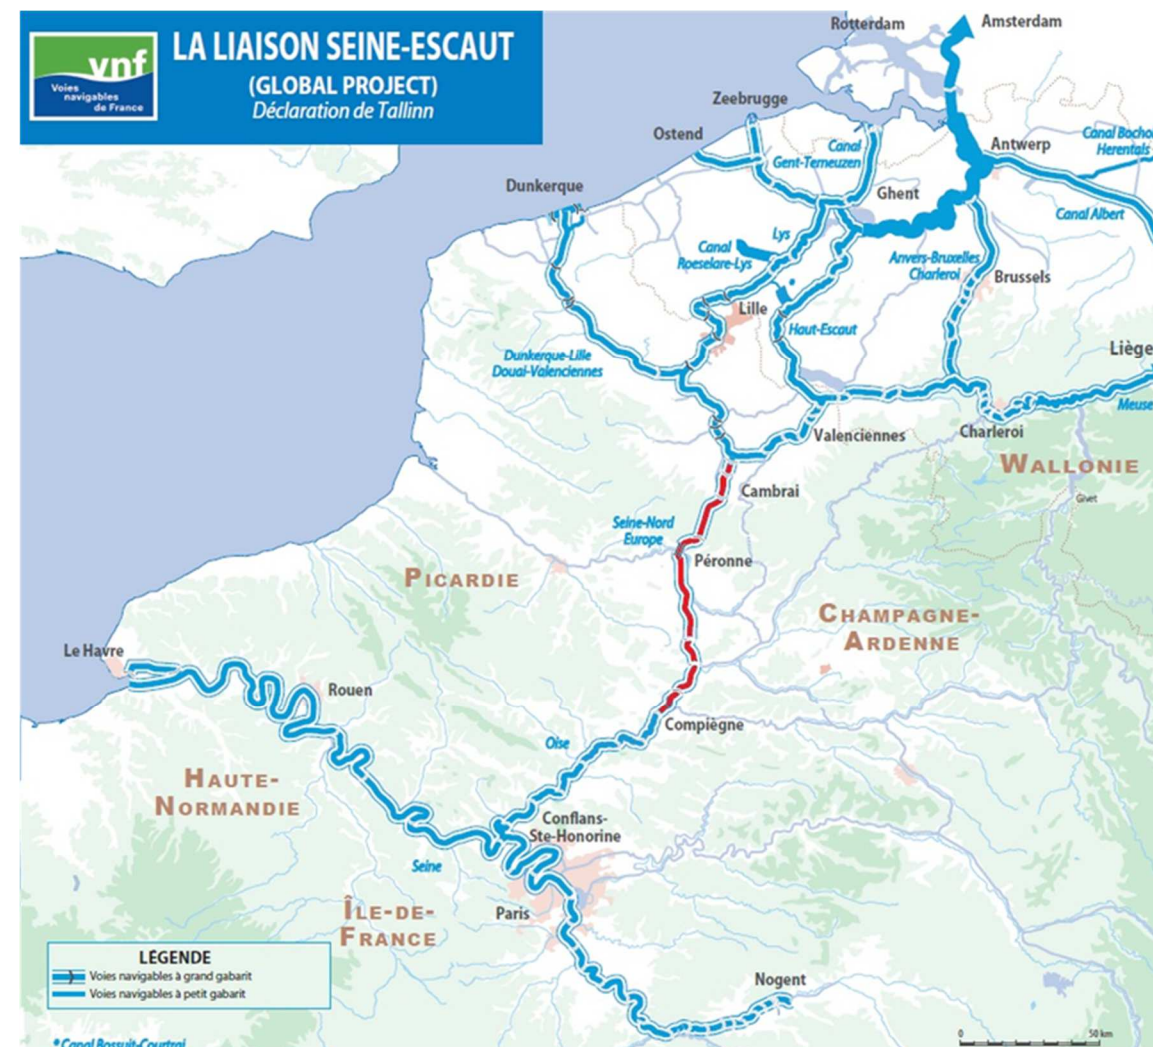 vnf
Voies
navigables
de France
LA LIAISON SEINE-ESCAUT
(GLOBAL PROJECT)
Déclaration de Tallinn
Rotterdam
Amsterdam
Zeebrugge
Ostend
Canal
Gent-Terneuzen
Antwerp
Canal Bocho
Herentals
Dunkerque
Ghent
Canal Albert
Lys
Canal
Roeselare-Lys
Anvers-Bruxelles
Charleroi
Brussels
Lille
Haut-Escaut
Dunkerque-Lille
Douai-Valenciennes
Liège
Meuse
Valenciennes
Charleroi
WALLONIE
Cambrai
Givet
Seine-Nord
Europe
Péronne
PICARDIE
CHAMPAGNE-
ARDENNE
Le Havre
Rouen
Compiègne
Oise
HAUTE-
NORMANDIE
Conflans-
Ste-Honorine
Seine
Paris
ÎLE-DE-
FRANCE
LÉGENDE
Voies navigables à grand gabarit
Voies navigables à petit gabarit
Nogent
0 50 km
* Canal Bossuit-Courtrai